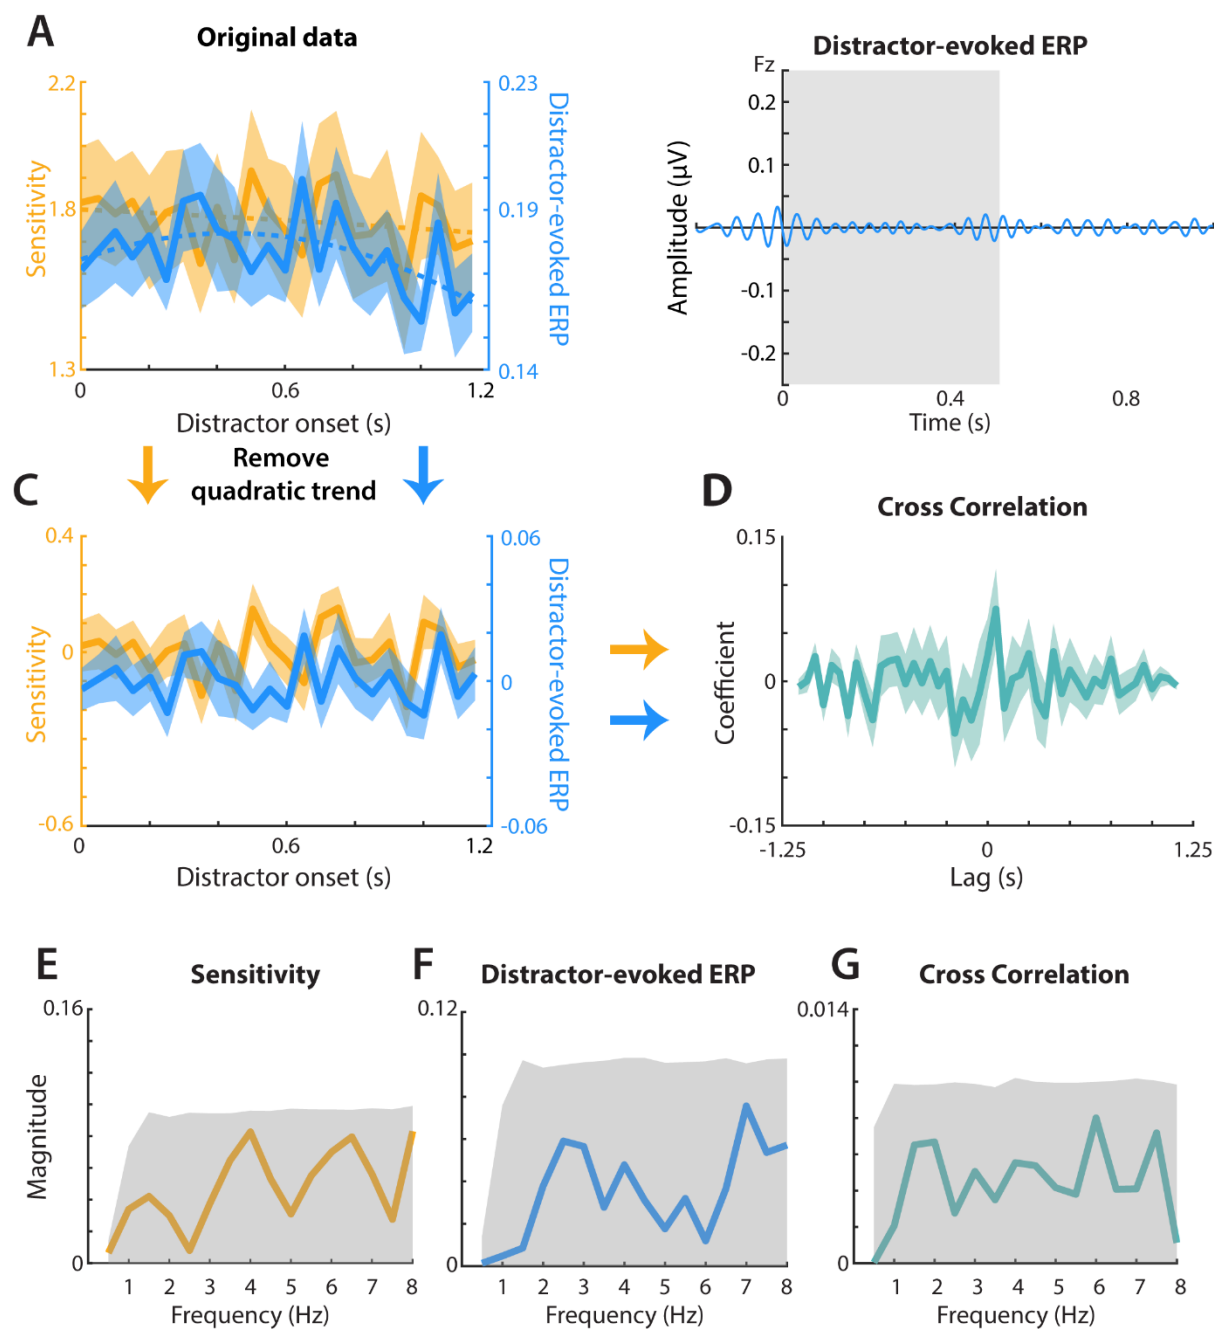 A
Original data
2.2
1.8
1.3
Sensitivity
0.23
0.19
0.14
Distractor-evoked ERP
0
0.6
1.2
Distractor onset (s)
Distractor-evoked ERP
Fz
0.2
0.1
0
-0.1
-0.2
Amplitude (μV)
0
0.4
0.8
Time (s)
Remove
quadratic trend
C
0.4
0
-0.6
Sensitivity
0.06
0
-0.06
Distractor-evoked ERP
0
0.6
1.2
Distractor onset (s)
D
Cross Correlation
0.15
0
-0.15
Coefficient
-1.25
0
1.25
Lag (s)
E
Sensitivity
0.16
0
Magnitude
1 2 3 4 5 6 7 8
Frequency (Hz)
F
Distractor-evoked ERP
0.12
0
1 2 3 4 5 6 7 8
Frequency (Hz)
G
Cross Correlation
0.014
0
1 2 3 4 5 6 7 8
Frequency (Hz)